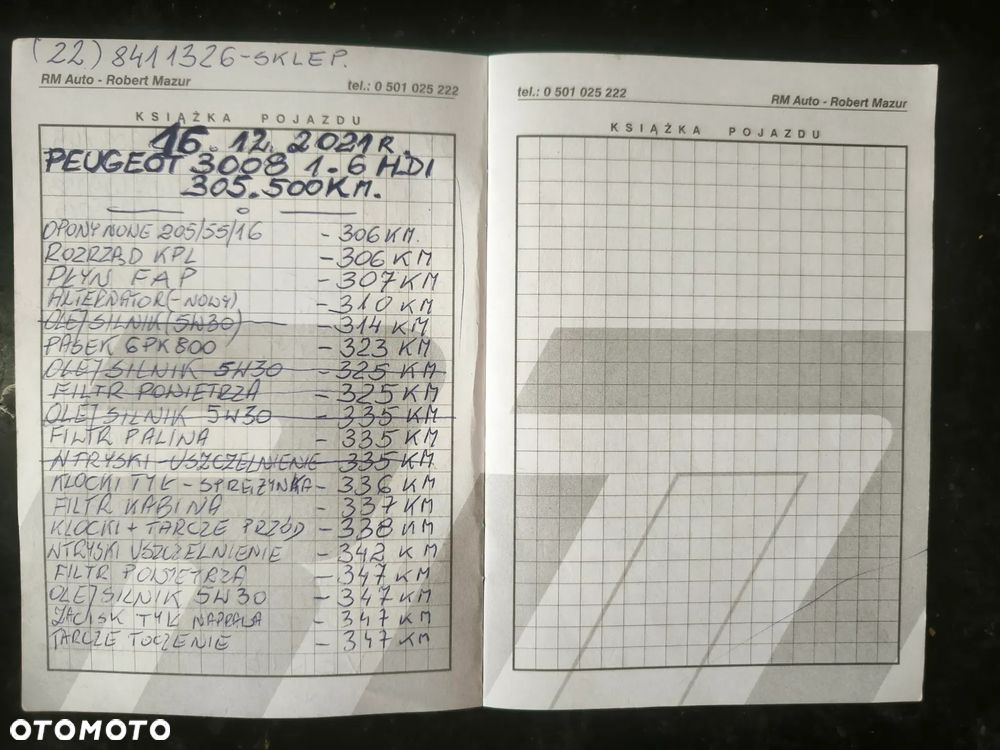 (22) 8411326-SKLEP.
RM Auto - Robert Mazur tel.: 0 501 025 222
KSIĄŻKA POJAZDU
16.12.2021R.
PEUGEOT 3008 1.6 HDI
305.500KM.
OPONY NOWE 205/55/16 - 306 KM.
ROZRZĄD KPL - 306 KM
PŁYN FAP - 307 KM
ALTERNATOR(-NOWY) - 310 KM
OLEJ SILNIK (5W30) - 314 KM
PASEK 6PK800 - 323 KM
OLEJ SILNIK 5W30 - 325 KM
FILTR POWIETRZA - 325 KM
OLEJ SILNIK 5W30 - 335 KM
FILTR PALINA - 335 KM
WTRYSKI USZCZELNIENIE 335 KM
KLOCKI TYŁ - SPREŻYNKA - 336 KM
FILTR KABINA - 337 KM
KLOCKI + TARCZE PRZÓD - 338 KM
WTRYSKI USZCZELNIENIE - 342 KM
FILTR POWIETRZA - 347 KM
OLEJ SILNIK 5W30 - 347 KM
ZACISK TYŁ NAPRAWA - 347 KM
TARCZE TOCZENIE - 347 KM
tel.: 0 501 025 222 RM Auto - Robert Mazur
KSIĄŻKA POJAZDU
OTOMOTO